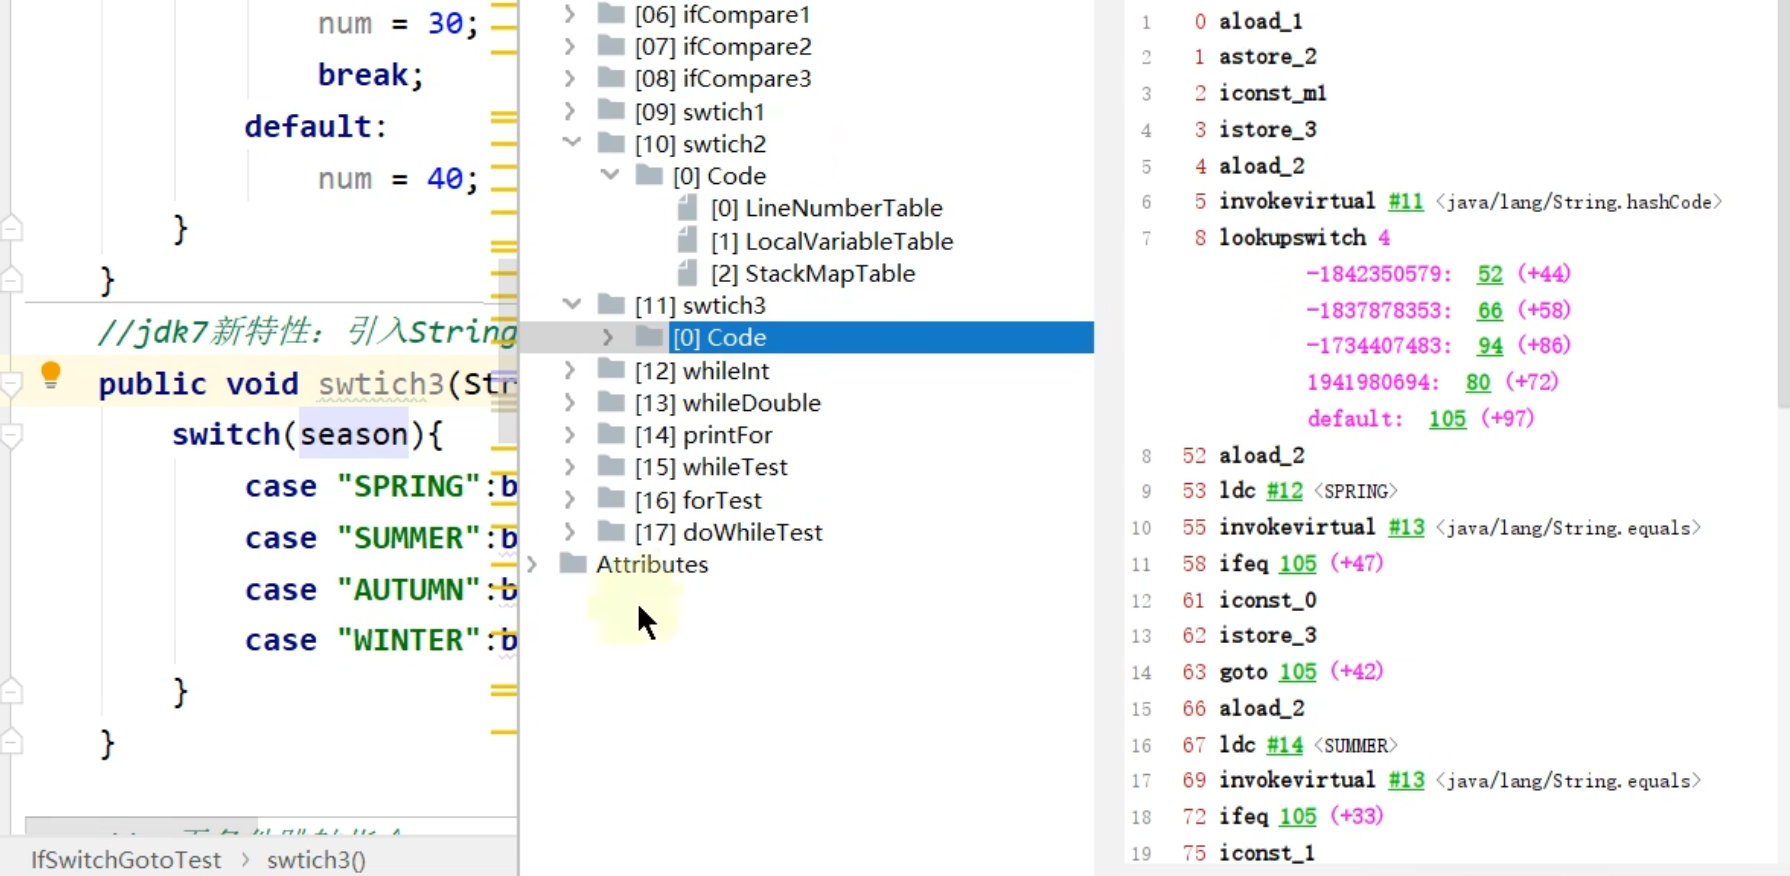 num = 30;
break;
default:
num = 40;
}
}
//jdk7新特性：引入String
public void swtich3(Str
switch(season){
case "SPRING":b
case "SUMMER":b
case "AUTUMN":b
case "WINTER":b
}
}
IfSwitchGotoTest > swtich3()
[06] ifCompare1
[07] ifCompare2
[08] ifCompare3
[09] swtich1
[10] swtich2
[0] Code
[0] LineNumberTable
[1] LocalVariableTable
[2] StackMapTable
[11] swtich3
[0] Code
[12] whileInt
[13] whileDouble
[14] printFor
[15] whileTest
[16] forTest
[17] doWhileTest
Attributes
1 0 aload_1
2 1 astore_2
3 2 iconst_m1
4 3 istore_3
5 4 aload_2
6 5 invokevirtual #11 <java/lang/String.hashCode>
7 8 lookupswitch 4
-1842350579: 52 (+44)
-1837878353: 66 (+58)
-1734407483: 94 (+86)
1941980694: 80 (+72)
default: 105 (+97)
8 52 aload_2
9 53 ldc #12 <SPRING>
10 55 invokevirtual #13 <java/lang/String.equals>
11 58 ifeq 105 (+47)
12 61 iconst_0
13 62 istore_3
14 63 goto 105 (+42)
15 66 aload_2
16 67 ldc #14 <SUMMER>
17 69 invokevirtual #13 <java/lang/String.equals>
18 72 ifeq 105 (+33)
19 75 iconst_1